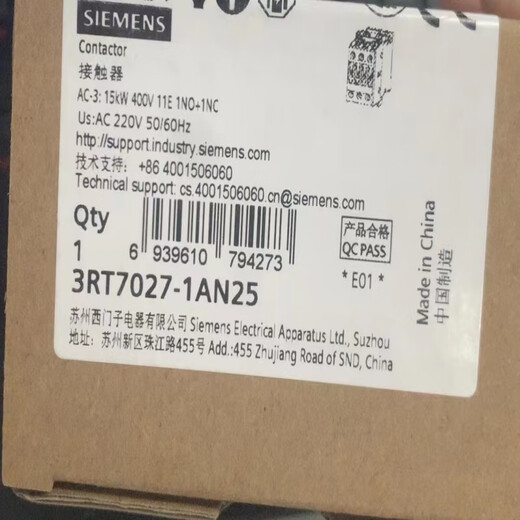 SIEMENS
Contactor
接触器
AC-3: 15kW 400V 11E 1NO+1NC
Us:AC 220V 50/60Hz
http://support.industry.siemens.com
技术支持: +86 4001506060
Technical support: cs.4001506060.cn@siemens.com
Qty
1
6 939610 794273
产品合格
QC PASS
* E01 *
3RT7027-1AN25
苏州西门子电器有限公司 Siemens Electrical Apparatus Ltd., Suzhou
地址: 苏州新区珠江路455号 Add.:455 Zhujiang Road of SND, China
Made in China
中国制造